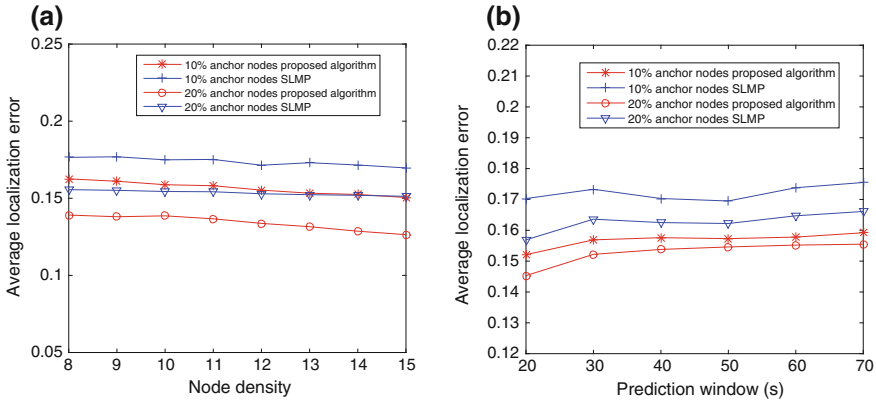 (a)
0.25
0.2
0.15
0.1
0.05
Average localization error
10% anchor nodes proposed algorithm
10% anchor nodes SLMP
20% anchor nodes proposed algorithm
20% anchor nodes SLMP
8 9 10 11 12 13 14 15
Node density
(b)
0.22
0.21
0.2
0.19
0.18
0.17
0.16
0.15
0.14
0.13
0.12
Average localization error
10% anchor nodes proposed algorithm
10% anchor nodes SLMP
20% anchor nodes proposed algorithm
20% anchor nodes SLMP
20 30 40 50 60 70
Prediction window (s)